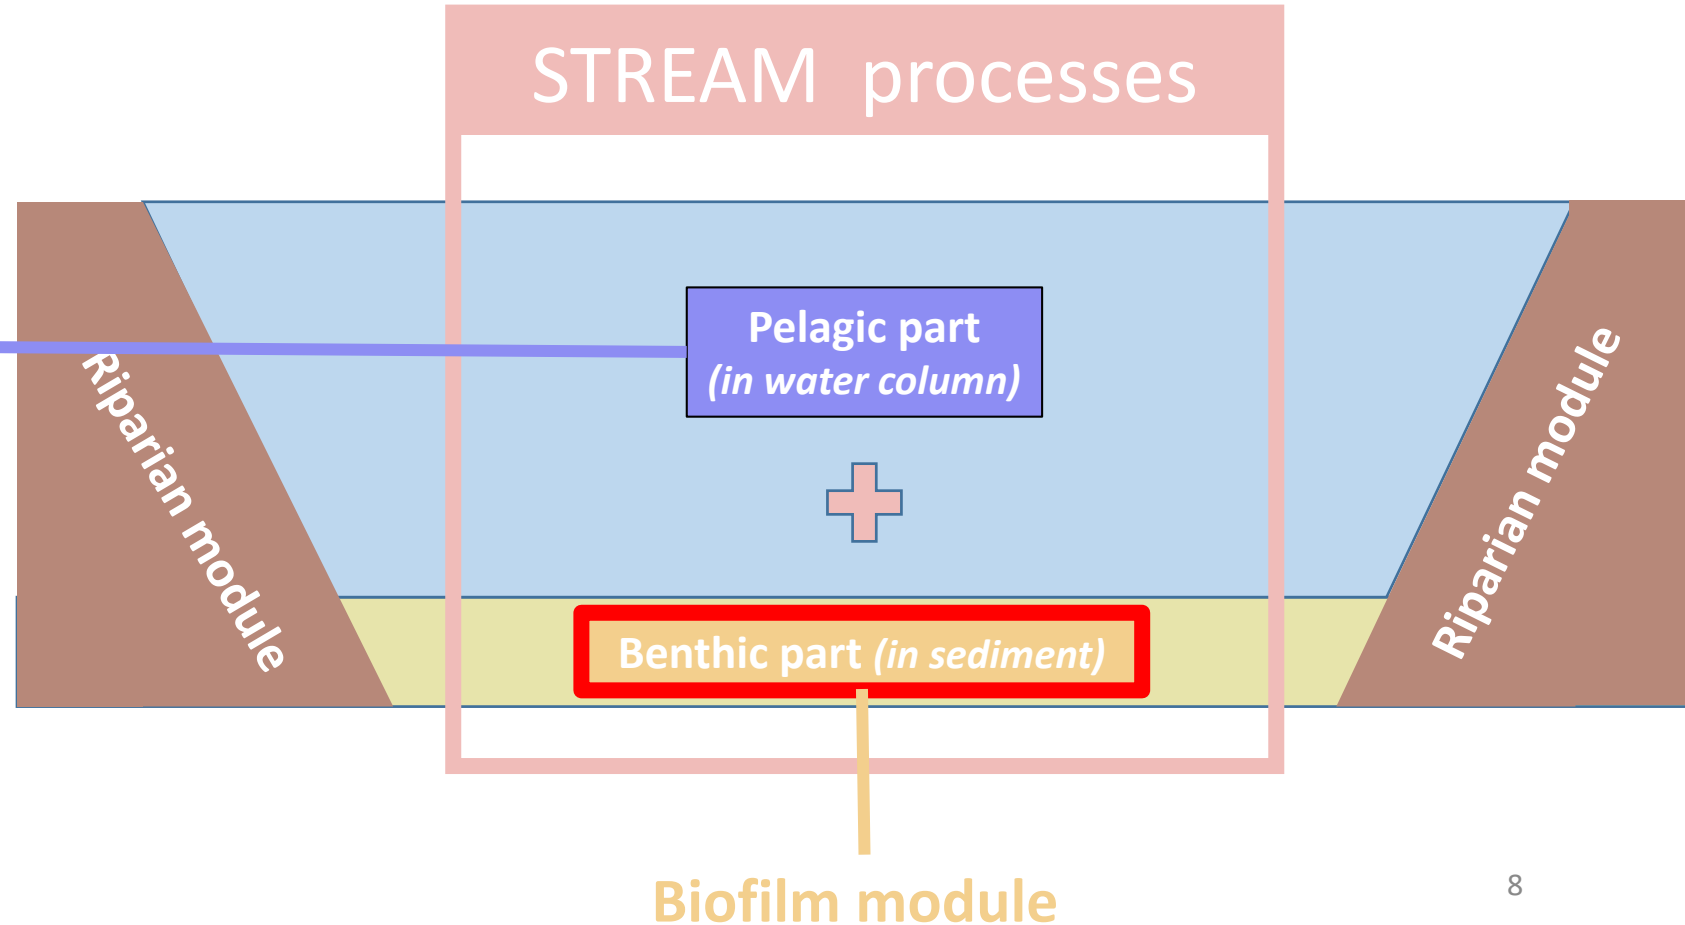 STREAM processes
Pelagic part
(in water column)
Riparian module
Riparian module
Benthic part (in sediment)
Biofilm module
8